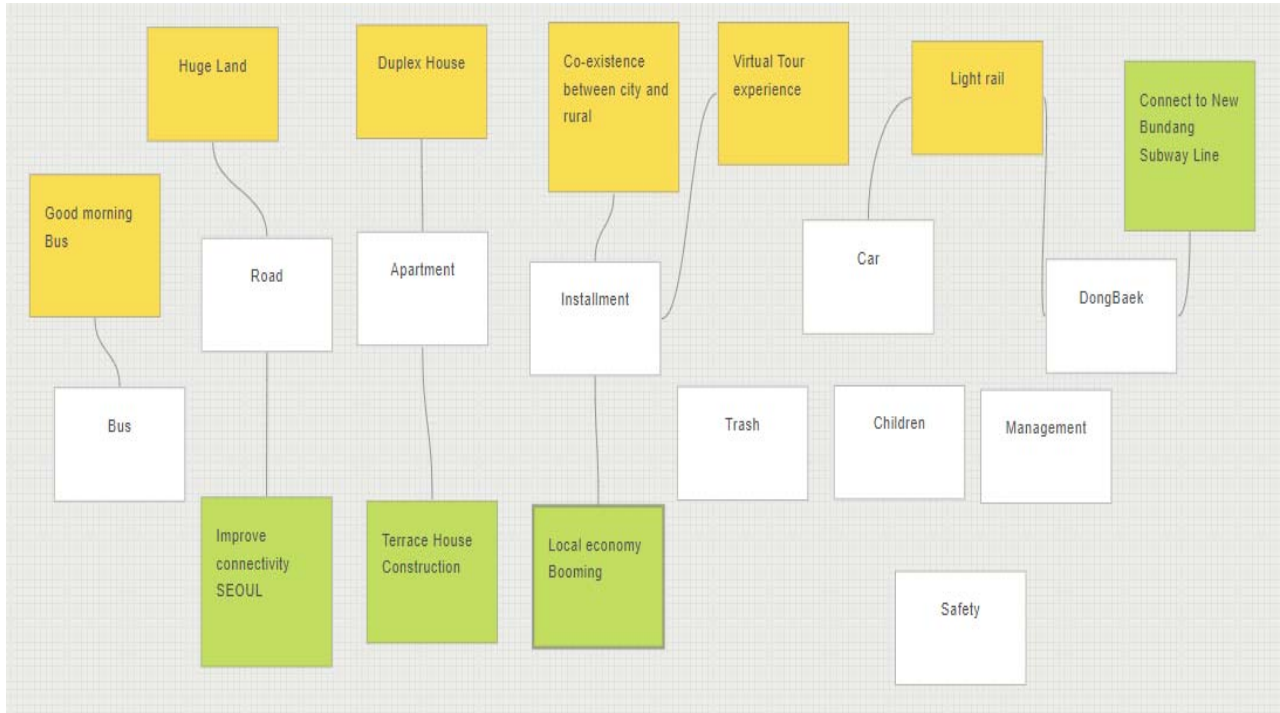 Huge Land
Duplex House
Co-existence
between city and
rural
Virtual Tour
experience
Light rail
Connect to New
Bundang
Subway Line
Good morning
Bus
Road
Apartment
Installment
Car
DongBaek
Bus
Trash
Children
Management
Improve
connectivity
SEOUL
Terrace House
Construction
Local economy
Booming
Safety